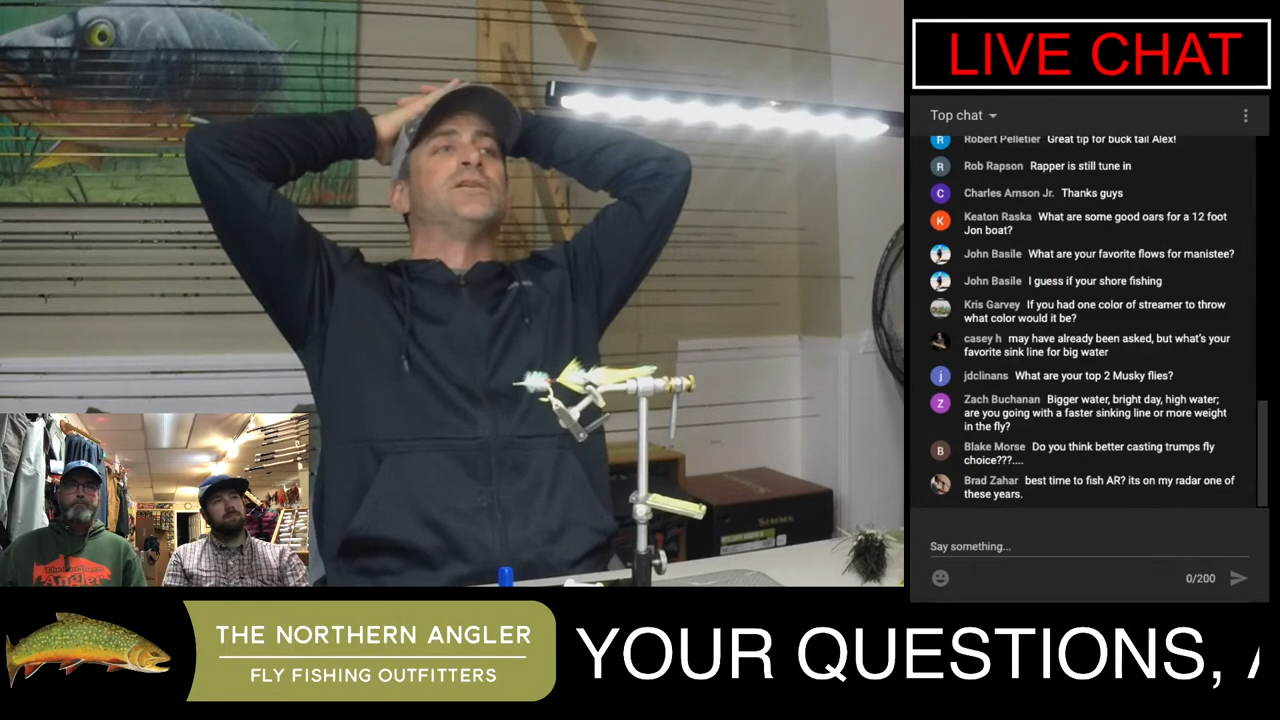 LIVE CHAT
Top chat
R Robert Pelletier Great tip for buck tail Alex!
R Rob Rapson Rapper is still tune in
C Charles Arnson Jr. Thanks guys
K Keaton Raska What are some good oars for a 12 foot
Jon boat?
John Basile What are your favorite flows for manistee?
John Basile I guess if your shore fishing
Kris Garvey If you had one color of streamer to throw
what color would it be?
casey h may have already been asked, but what's your
favorite sink line for big water
j jdclinans What are your top 2 Musky flies?
Z Zach Buchanan Bigger water, bright day, high water;
are you going with a faster sinking line or more weight
in the fly?
B Blake Morse Do you think better casting trumps fly
choice???....
Brad Zahar best time to fish AR? its on my radar one of
these years.
Say something...
0/200
SIMMS
The Northern
Angler
THE NORTHERN ANGLER
FLY FISHING OUTFITTERS
YOUR QUESTIONS,